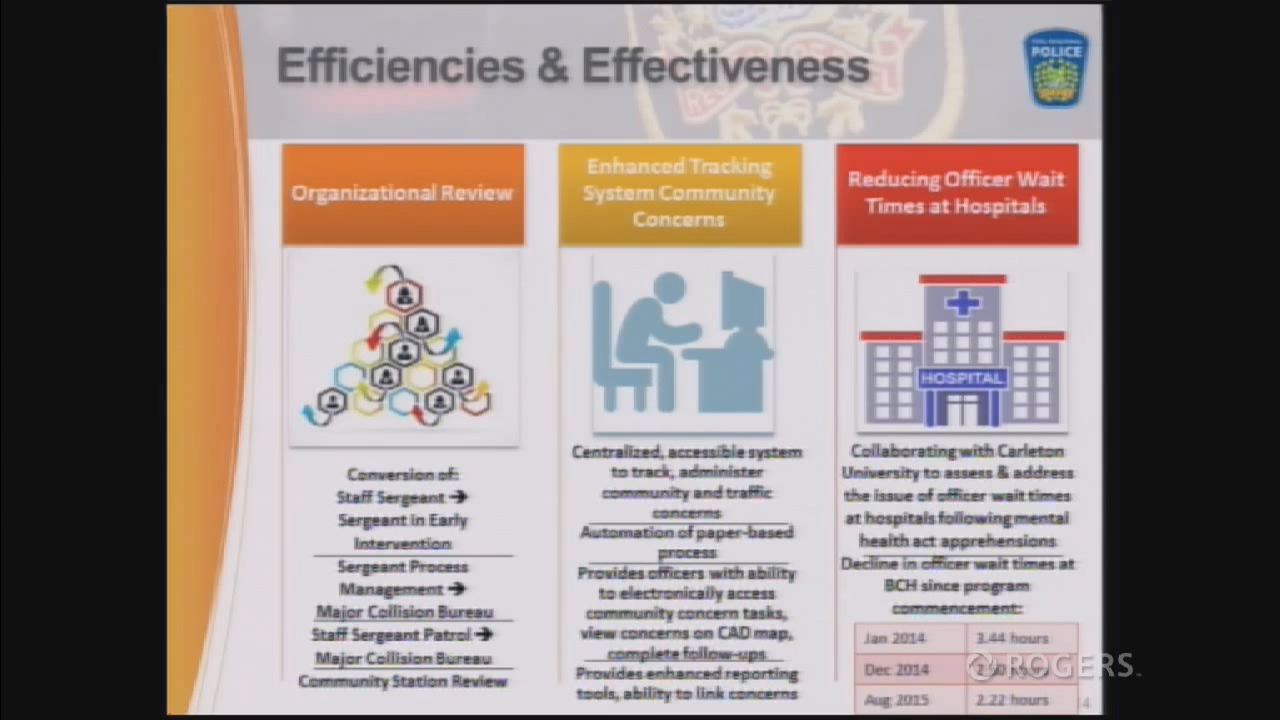 Efficiencies & Effectiveness
POLICE
Organizational Review
Conversion of:
Staff Sergeant →
Sergeant in Early
Intervention
Sergeant Process
Management →
Major Collision Bureau
Staff Sergeant Patrol →
Major Collision Bureau
Community Station Review
Enhanced Tracking
System Community
Concerns
Centralized, accessible system
to track, administer
community and traffic
concerns
Automation of paper-based
process
Provides officers with ability
to electronically access
community concern tasks,
view concerns on CAD map,
complete follow-ups
Provides enhanced reporting
tools, ability to link concerns
Reducing Officer Wait
Times at Hospitals
HOSPITAL
Collaborating with Carleton
University to assess & address
the issue of officer wait times
at hospitals following mental
health act apprehensions
Decline in officer wait times at
BCH since program
commencement:
Jan 2014 3.44 hours
Dec 2014
Aug 2015 2.22 hours
ROGERS